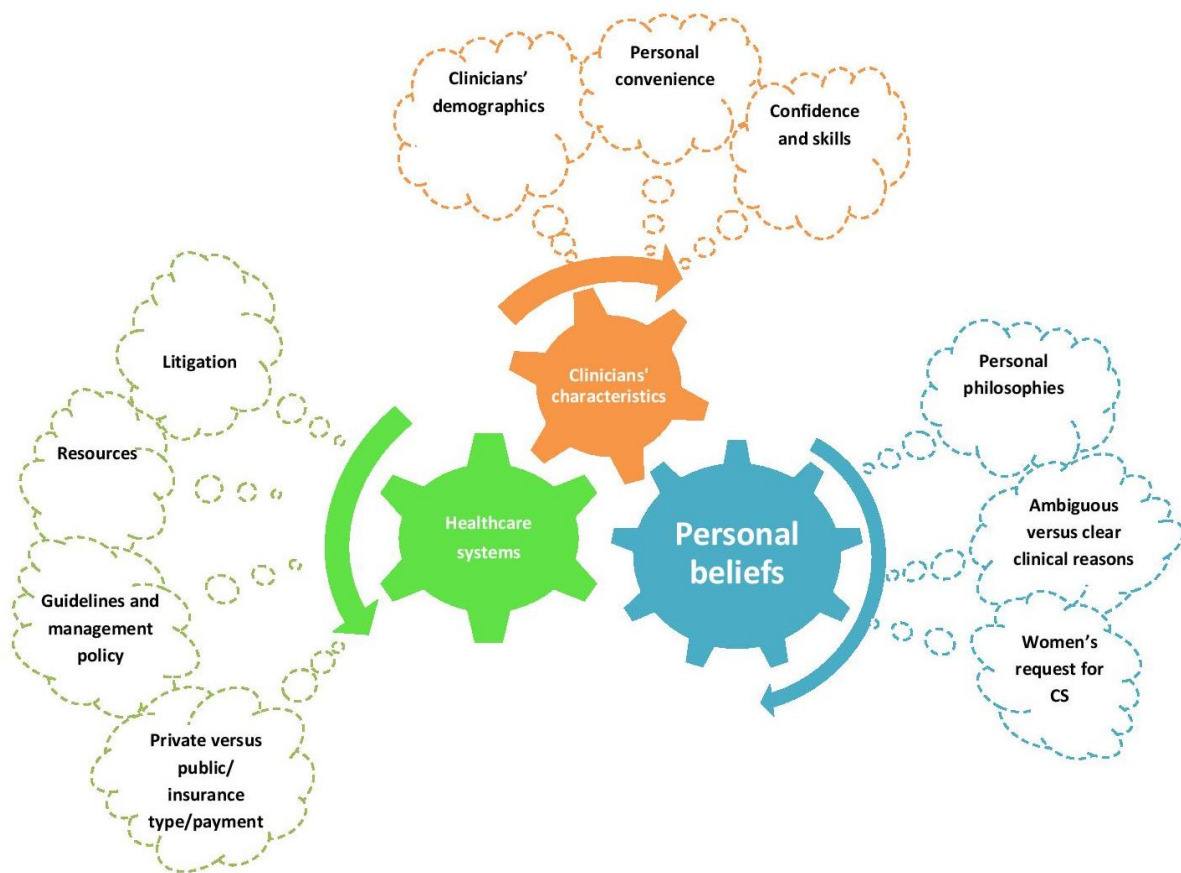 Clinicians’
demographics
Personal
convenience
Confidence
and skills
Clinicians'
characteristics
Litigation
Resources
Guidelines and
management
policy
Private versus
public/
insurance
type/payment
Healthcare
systems
Personal
beliefs
Personal
philosophies
Ambiguous
versus clear
clinical reasons
Women’s
request for
CS